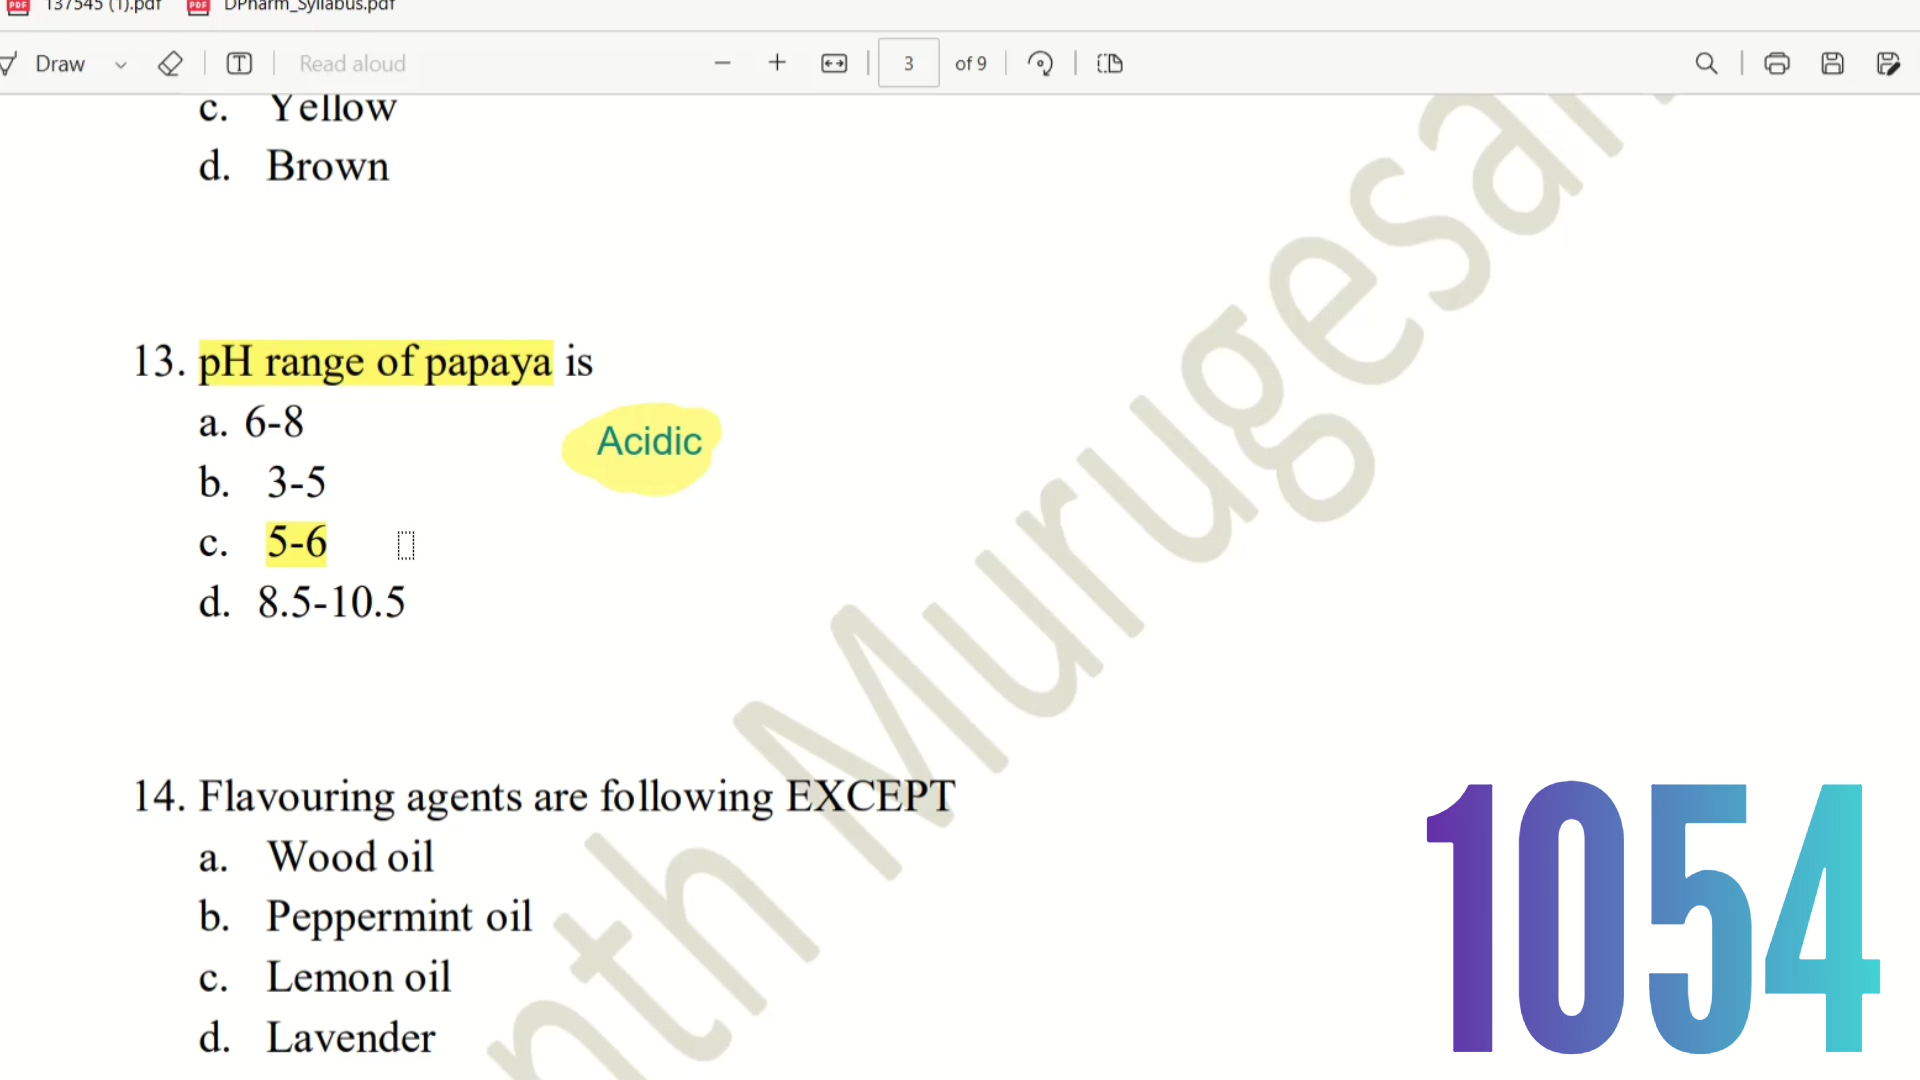 137545 (1).pdf DPharm_Syllabus.pdf
Draw Read aloud 3 of 9
c. Yellow
d. Brown
13. pH range of papaya is
a. 6-8
Acidic
b. 3-5
c. 5-6
d. 8.5-10.5
14. Flavouring agents are following EXCEPT
a. Wood oil
b. Peppermint oil
c. Lemon oil
d. Lavender
nth Murugesan
1054